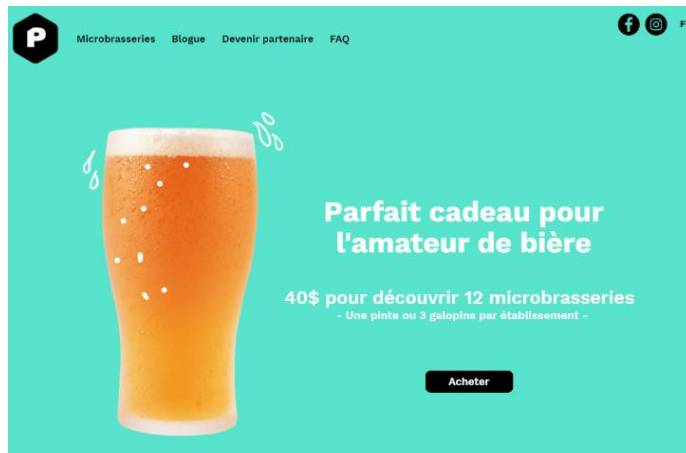 P
Microbrasseries Blogue Devenir partenaire FAQ
Parfait cadeau pour
l'amateur de bière
40$ pour découvrir 12 microbrasseries
- Une pinte ou 3 galopins par établissement -
Acheter